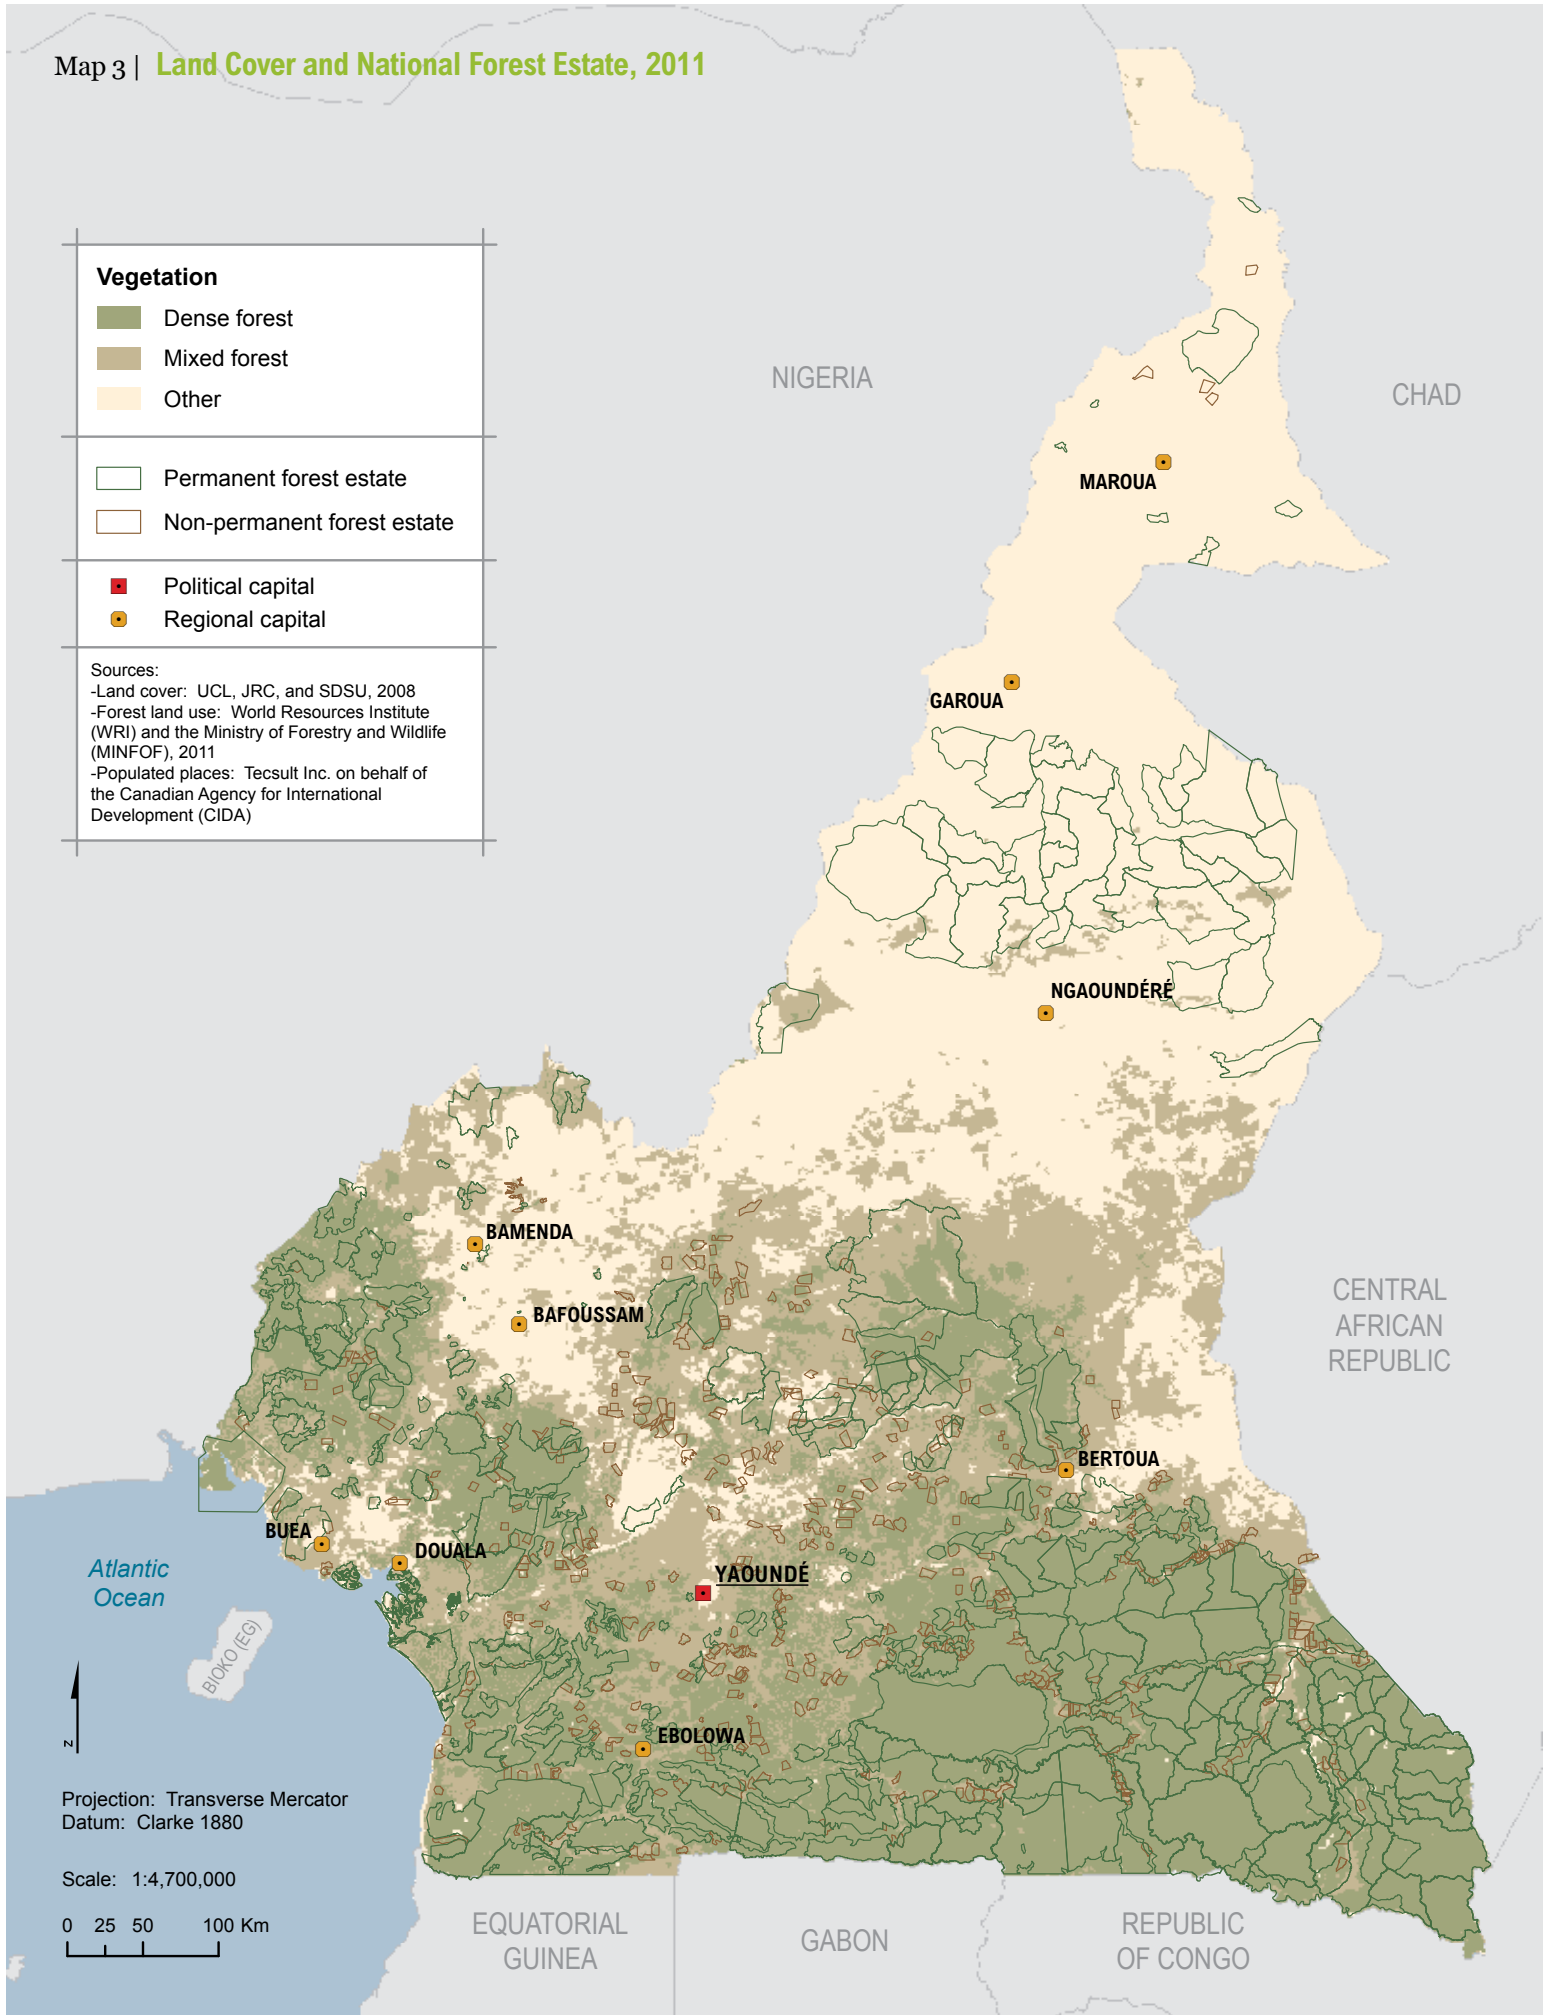 Map 3 | Land Cover and National Forest Estate, 2011
Vegetation
Dense forest
Mixed forest
Other
Permanent forest estate
Non-permanent forest estate
Political capital
Regional capital
Sources:
-Land cover: UCL, JRC, and SDSU, 2008
-Forest land use: World Resources Institute
(WRI) and the Ministry of Forestry and Wildlife
(MINFOF), 2011
-Populated places: Tecsult Inc. on behalf of
the Canadian Agency for International
Development (CIDA)
NIGERIA
CHAD
MAROUA
GAROUA
NGAOUNDÉRÉ
BAMENDA
BAFOUSSAM
CENTRAL
AFRICAN
REPUBLIC
BERTOUA
BUEA
DOUALA
YAOUNDÉ
Atlantic
Ocean
BIOKO (EG)
EBOLOWA
N
Projection: Transverse Mercator
Datum: Clarke 1880
Scale: 1:4,700,000
0 25 50 100 Km
EQUATORIAL
GUINEA
GABON
REPUBLIC
OF CONGO